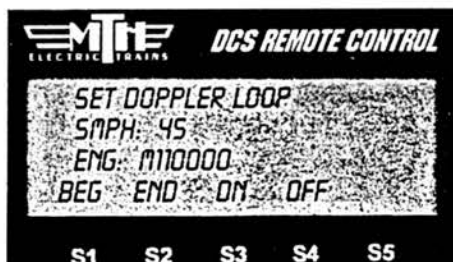 MTH
ELECTRIC TRAINS
DCS REMOTE CONTROL
SET DOPPLER LOOP
SMPH: 45
ENG: M110000
BEG END ON OFF
S1 S2 S3 S4 S5